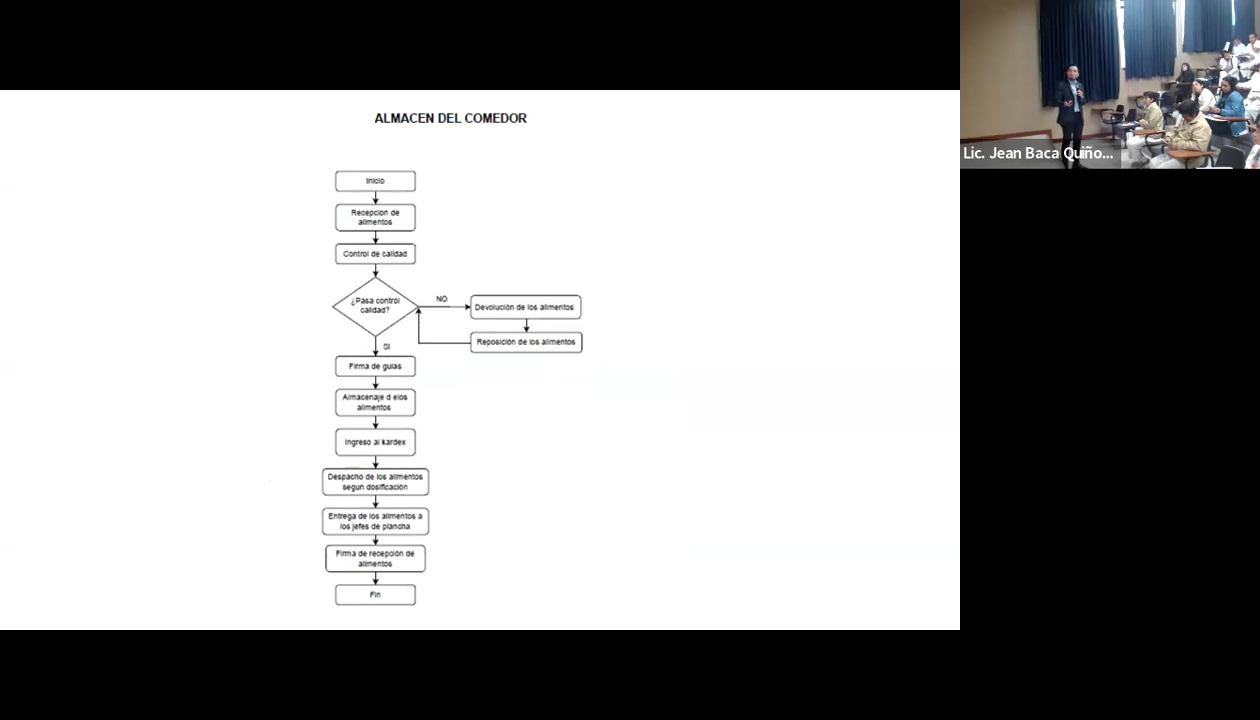 ALMACEN DEL COMEDOR
Lic. Jean Baca Quiño...
Inicio
Recepcion de
alimentos
Control de calidad
¿Pasa control
calidad?
NO
Devolución de los alimentos
Reposición de los alimentos
SI
Firma de guias
Almacenaje d elos
alimentos
Ingreso al kardex
Despacho de los alimentos
segun dosificación
Entrega de los alimentos a
los jefes de plancha
Firma de recepción de
alimentos
Fin